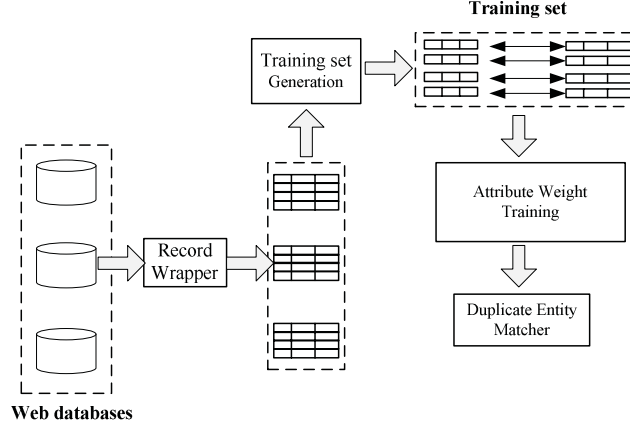 Training set
Training set
Generation
Attribute Weight
Training
Record
Wrapper
Duplicate Entity
Matcher
Web databases